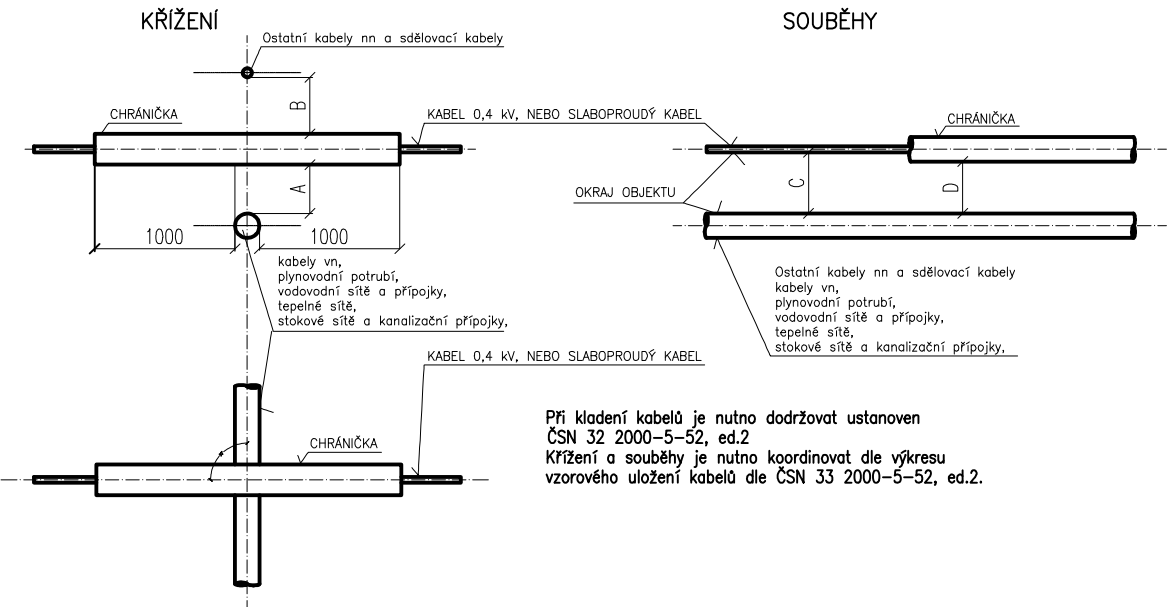 KŘÍŽENÍ
SOUBĚHY
Ostatní kabely nn a sdělovací kabely
B
CHRÁNIČKA
KABEL 0,4 kV, NEBO SLABOPROUDÝ KABEL
CHRÁNIČKA
A
C
D
OKRAJ OBJEKTU
1000
1000
kabely vn,
plynovodní potrubí,
vodovodní sítě a přípojky,
tepelné sítě,
stokové sítě a kanalizační přípojky,
Ostatní kabely nn a sdělovací kabely
kabely vn,
plynovodní potrubí,
vodovodní sítě a přípojky,
tepelné sítě,
stokové sítě a kanalizační přípojky,
KABEL 0,4 kV, NEBO SLABOPROUDÝ KABEL
CHRÁNIČKA
Při kladení kabelů je nutno dodržovat ustanoven
ČSN 32 2000-5-52, ed.2
Křížení a souběhy je nutno koordinovat dle výkresu
vzorového uložení kabelů dle ČSN 33 2000-5-52, ed.2.